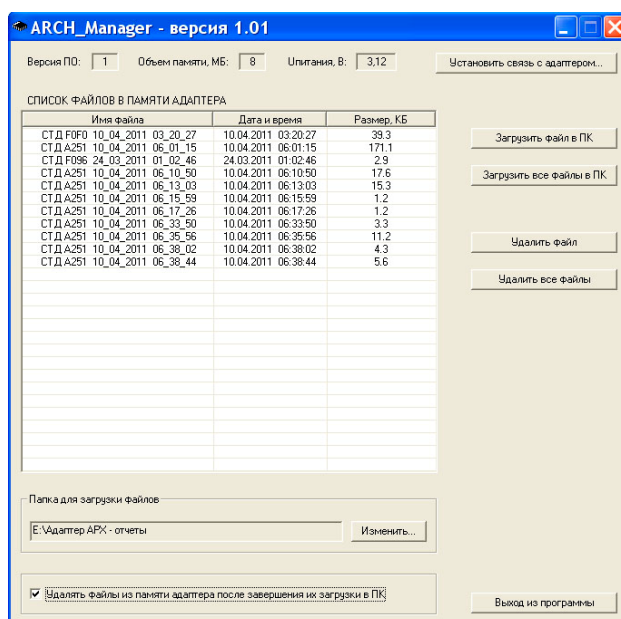 ARCH_Manager - версия 1.01
Версия ПО: 1 Объем памяти, МБ: 8 Uпитания, В: 3,12 Установить связь с адаптером...
СПИСОК ФАЙЛОВ В ПАМЯТИ АДАПТЕРА
Имя файла Дата и время Размер, КБ
СТД F0F0 10_04_2011 03_20_27 10.04.2011 03:20:27 39.3
СТД A251 10_04_2011 06_01_15 10.04.2011 06:01:15 171.1
СТД F096 24_03_2011 01_02_46 24.03.2011 01:02:46 2.9
СТД A251 10_04_2011 06_10_50 10.04.2011 06:10:50 17.6
СТД A251 10_04_2011 06_13_03 10.04.2011 06:13:03 15.3
СТД A251 10_04_2011 06_15_59 10.04.2011 06:15:59 1.2
СТД A251 10_04_2011 06_17_26 10.04.2011 06:17:26 1.2
СТД A251 10_04_2011 06_33_50 10.04.2011 06:33:50 3.3
СТД A251 10_04_2011 06_35_56 10.04.2011 06:35:56 11.2
СТД A251 10_04_2011 06_38_02 10.04.2011 06:38:02 4.3
СТД A251 10_04_2011 06_38_44 10.04.2011 06:38:44 5.6
Загрузить файл в ПК
Загрузить все файлы в ПК
Удалить файл
Удалить все файлы
Папка для загрузки файлов
E:\Адаптер АРХ - отчеты Изменить...
Удалять файлы из памяти адаптера после завершения их загрузки в ПК
Выход из программы